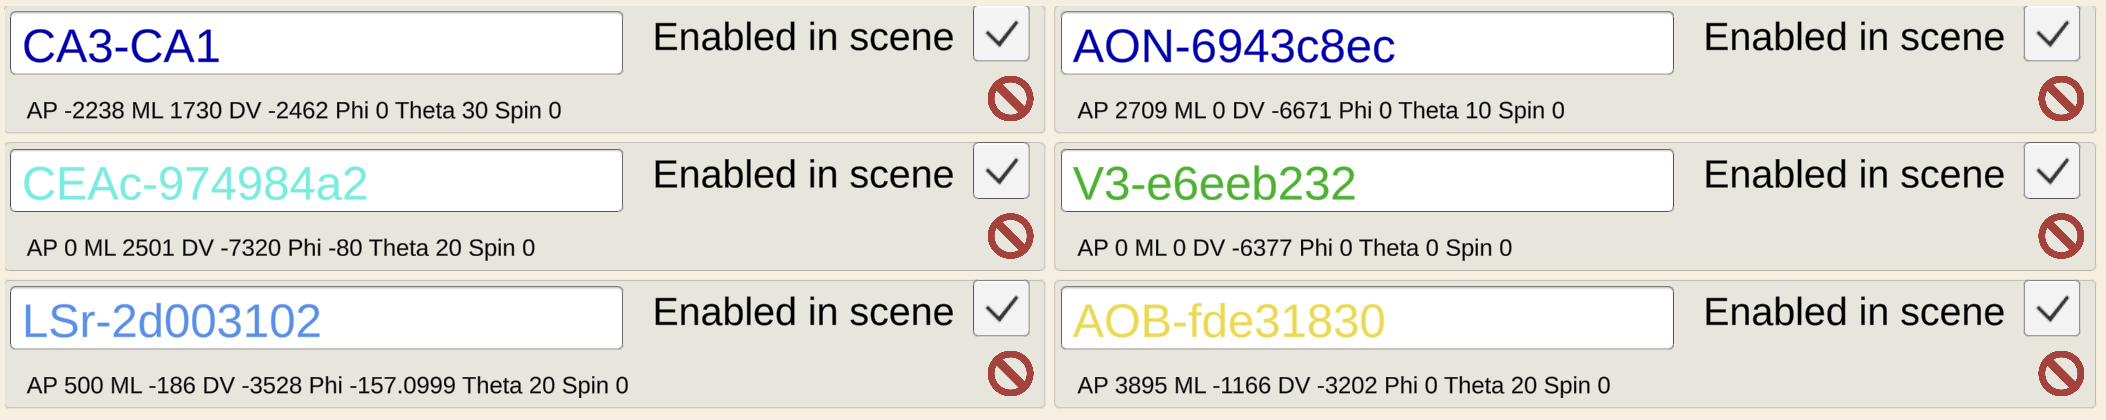 CA3-CA1 Enabled in scene
AP -2238 ML 1730 DV -2462 Phi 0 Theta 30 Spin 0
AON-6943c8ec Enabled in scene
AP 2709 ML 0 DV -6671 Phi 0 Theta 10 Spin 0
CEAc-974984a2 Enabled in scene
AP 0 ML 2501 DV -7320 Phi -80 Theta 20 Spin 0
V3-e6eeb232 Enabled in scene
AP 0 ML 0 DV -6377 Phi 0 Theta 0 Spin 0
LSr-2d003102 Enabled in scene
AP 500 ML -186 DV -3528 Phi -157.0999 Theta 20 Spin 0
AOB-fde31830 Enabled in scene
AP 3895 ML -1166 DV -3202 Phi 0 Theta 20 Spin 0